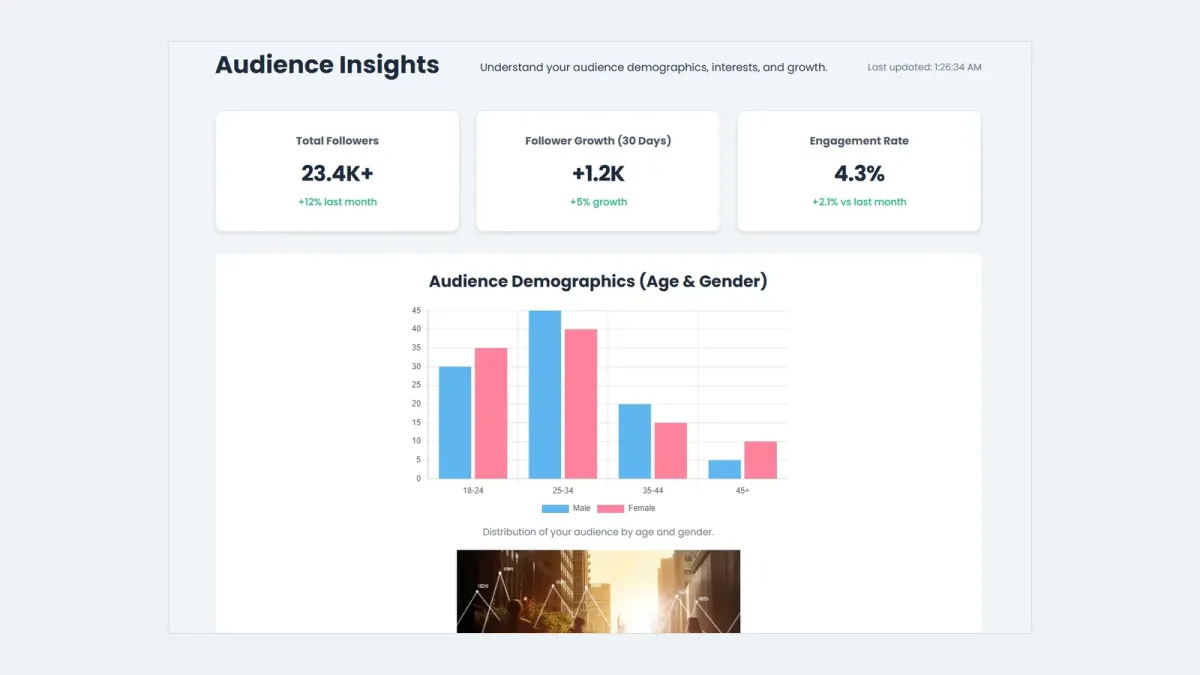 Audience Insights
Understand your audience demographics, interests, and growth.
Last updated: 1:26:34 AM
Total Followers
23.4K+
+12% last month
Follower Growth (30 Days)
+1.2K
+5% growth
Engagement Rate
4.3%
+2.1% vs last month
Audience Demographics (Age & Gender)
45
40
35
30
25
20
15
10
5
0
18-24
25-34
35-44
45+
Male
Female
Distribution of your audience by age and gender.